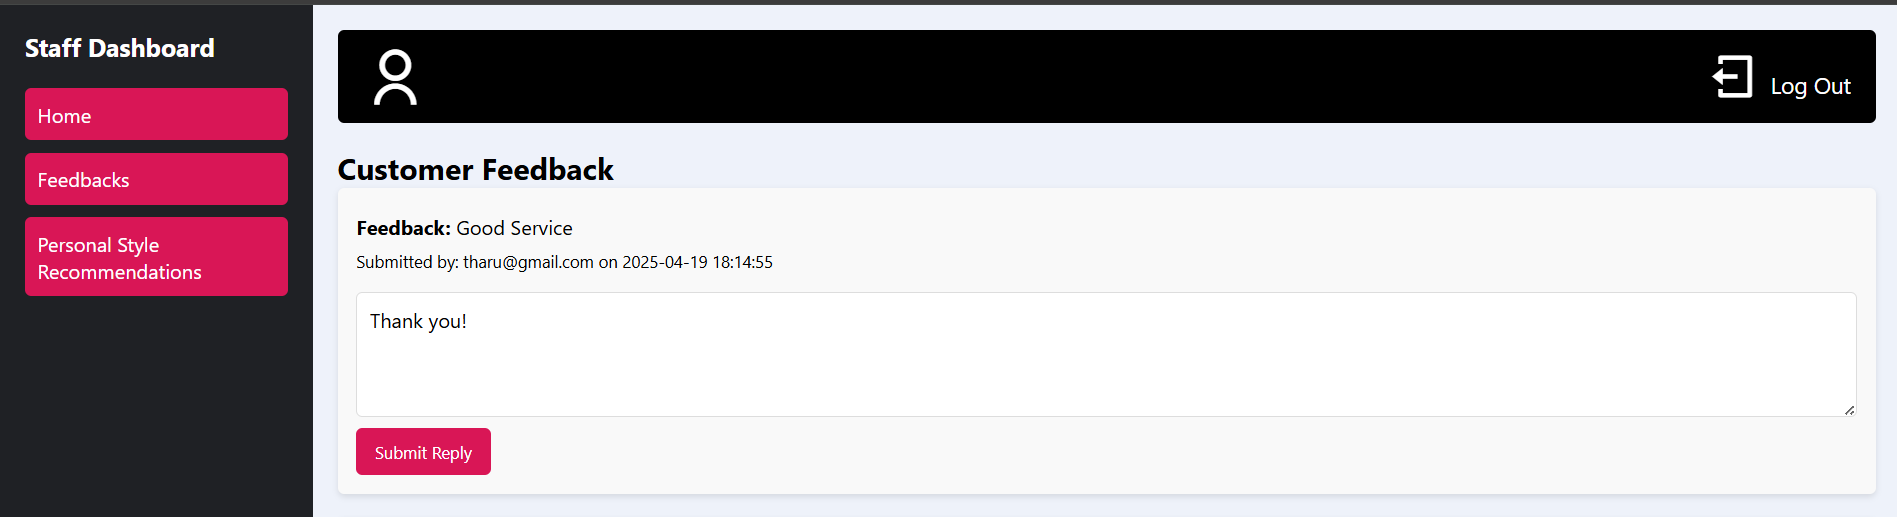 Staff Dashboard
Home
Feedbacks
Personal Style
Recommendations
Log Out
Customer Feedback
Feedback: Good Service
Submitted by: tharu@gmail.com on 2025-04-19 18:14:55
Thank you!
Submit Reply